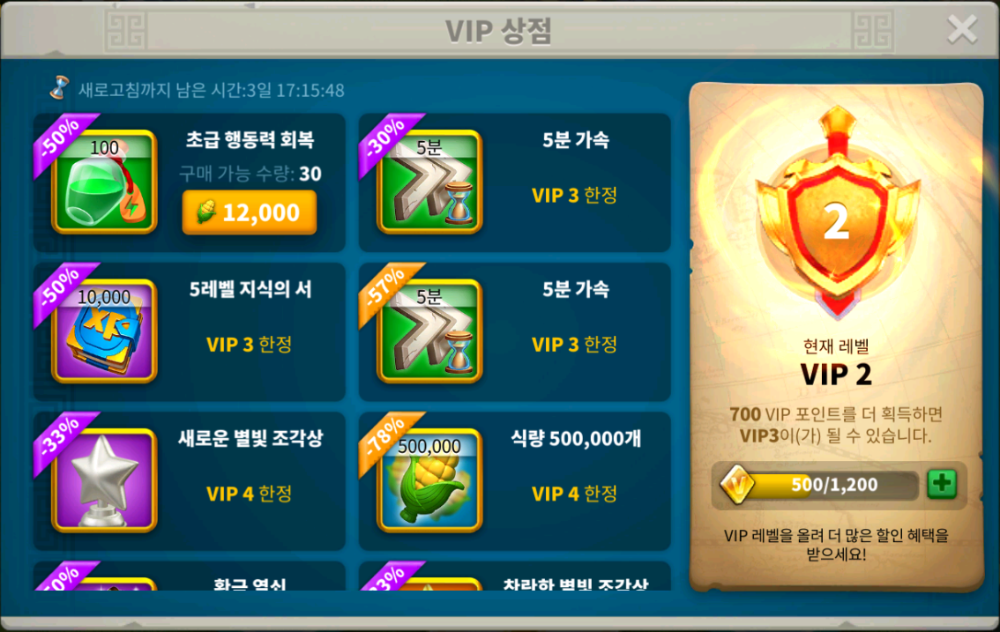 VIP 상점
새로고침까지 남은 시간:3일 17:15:48
-50%
100
초급 행동력 회복
구매 가능 수량: 30
12,000
-30%
5분
5분 가속
VIP 3 한정
-50%
10,000
XP
5레벨 지식의 서
VIP 3 한정
-57%
5분
5분 가속
VIP 3 한정
-33%
새로운 별빛 조각상
VIP 4 한정
-78%
500,000
식량 500,000개
VIP 4 한정
황금 열쇠
찬란한 별빛 조각상
2
현재 레벨
VIP 2
700 VIP 포인트를 더 획득하면
VIP3이(가) 될 수 있습니다.
V
500/1,200
VIP 레벨을 올려 더 많은 할인 혜택을
받으세요!